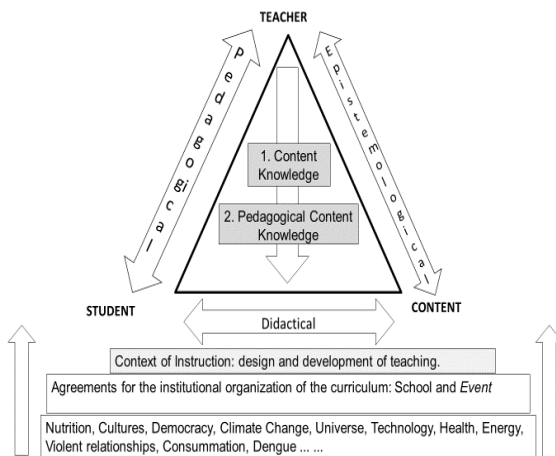 TEACHER
Pedagogical
Epistemological
1. Content
Knowledge
2. Pedagogical Content
Knowledge
STUDENT
CONTENT
Didactical
Context of Instruction: design and development of teaching.
Agreements for the institutional organization of the curriculum: School and Event
Nutrition, Cultures, Democracy, Climate Change, Universe, Technology, Health, Energy,
Violent relationships, Consummation, Dengue ... ...